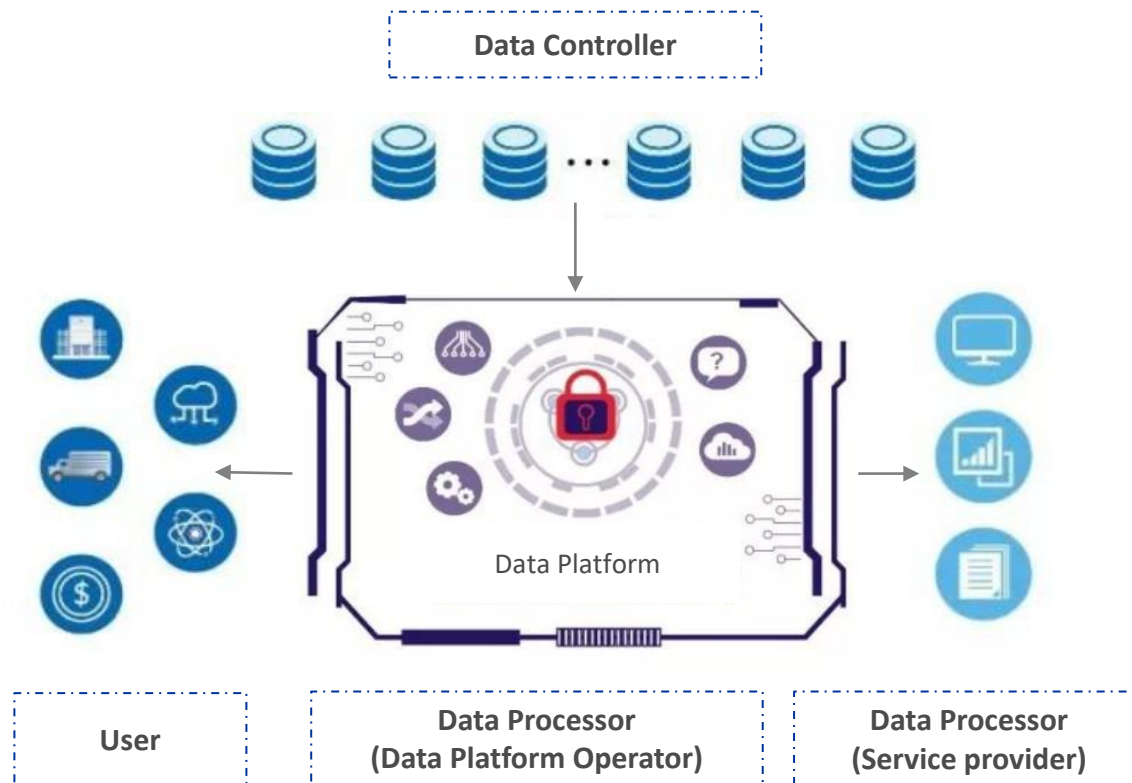 Data Controller
...
?
$
Data Platform
User
Data Processor
(Data Platform Operator)
Data Processor
(Service provider)